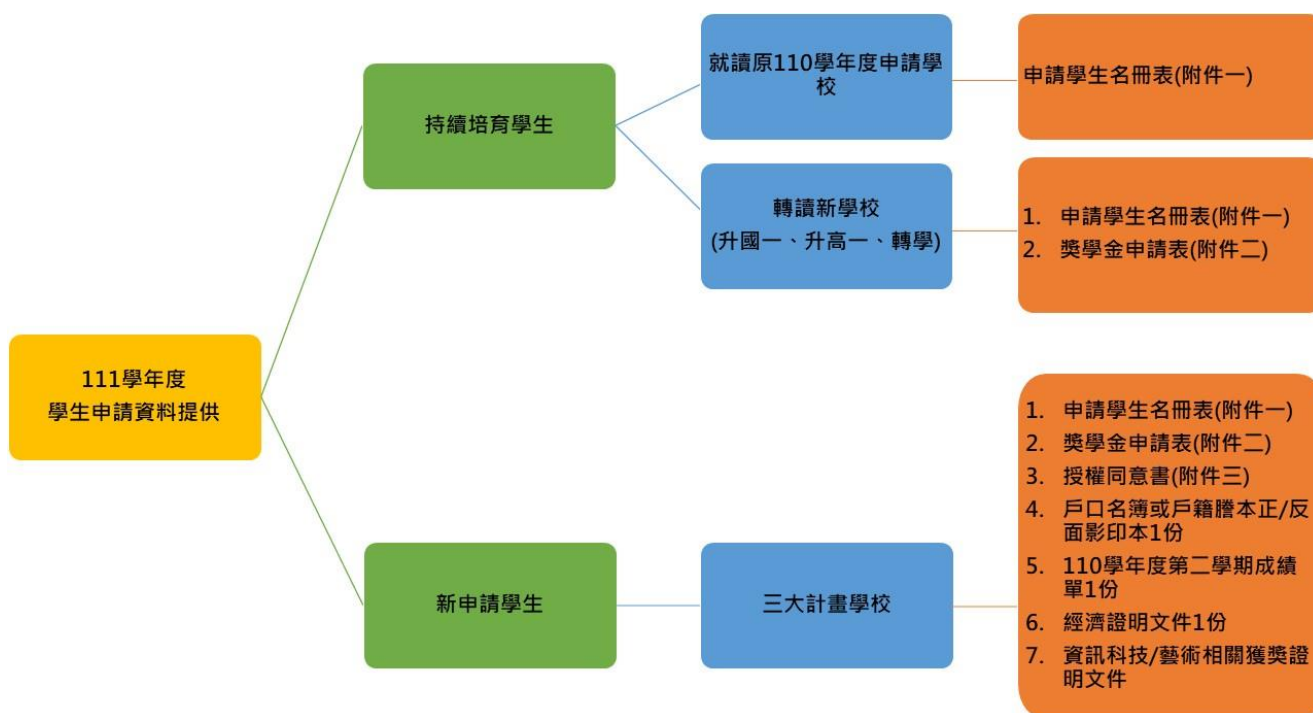 111學年度
學生申請資料提供
持續培育學生
就讀原110學年度申請學
校
申請學生名冊表(附件一)
轉讀新學校
(升國一、升高一、轉學)
1. 申請學生名冊表(附件一)
2. 獎學金申請表(附件二)
新申請學生
三大計畫學校
1. 申請學生名冊表(附件一)
2. 獎學金申請表(附件二)
3. 授權同意書(附件三)
4. 戶口名簿或戶籍謄本正/反
面影印本1份
5. 110學年度第二學期成績
單1份
6. 經濟證明文件1份
7. 資訊科技/藝術相關獲獎證
明文件